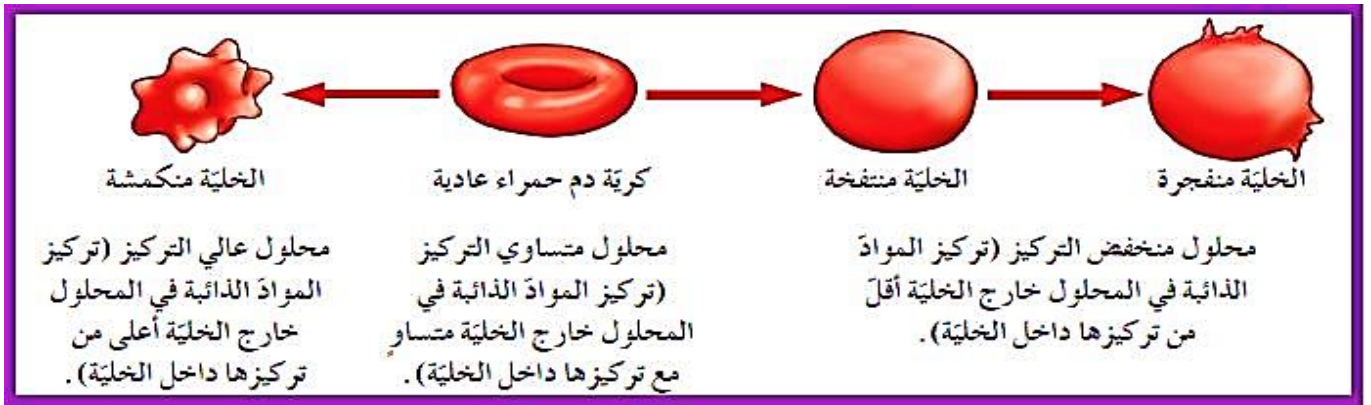 الخليّة منفجرة
الخليّة منتفخة
كريّة دم حمراء عادية
الخليّة منكمشة
محلول منخفض التركيز (تركيز الموادّ
الذائبة في المحلول خارج الخليّة أقلّ
من تركيزها داخل الخليّة).
محلول متساوي التركيز
(تركيز الموادّ الذائبة في
المحلول خارج الخليّة متساوٍ
مع تركيزها داخل الخليّة).
محلول عالي التركيز (تركيز
الموادّ الذائبة في المحلول
خارج الخليّة أعلى من
تركيزها داخل الخليّة).